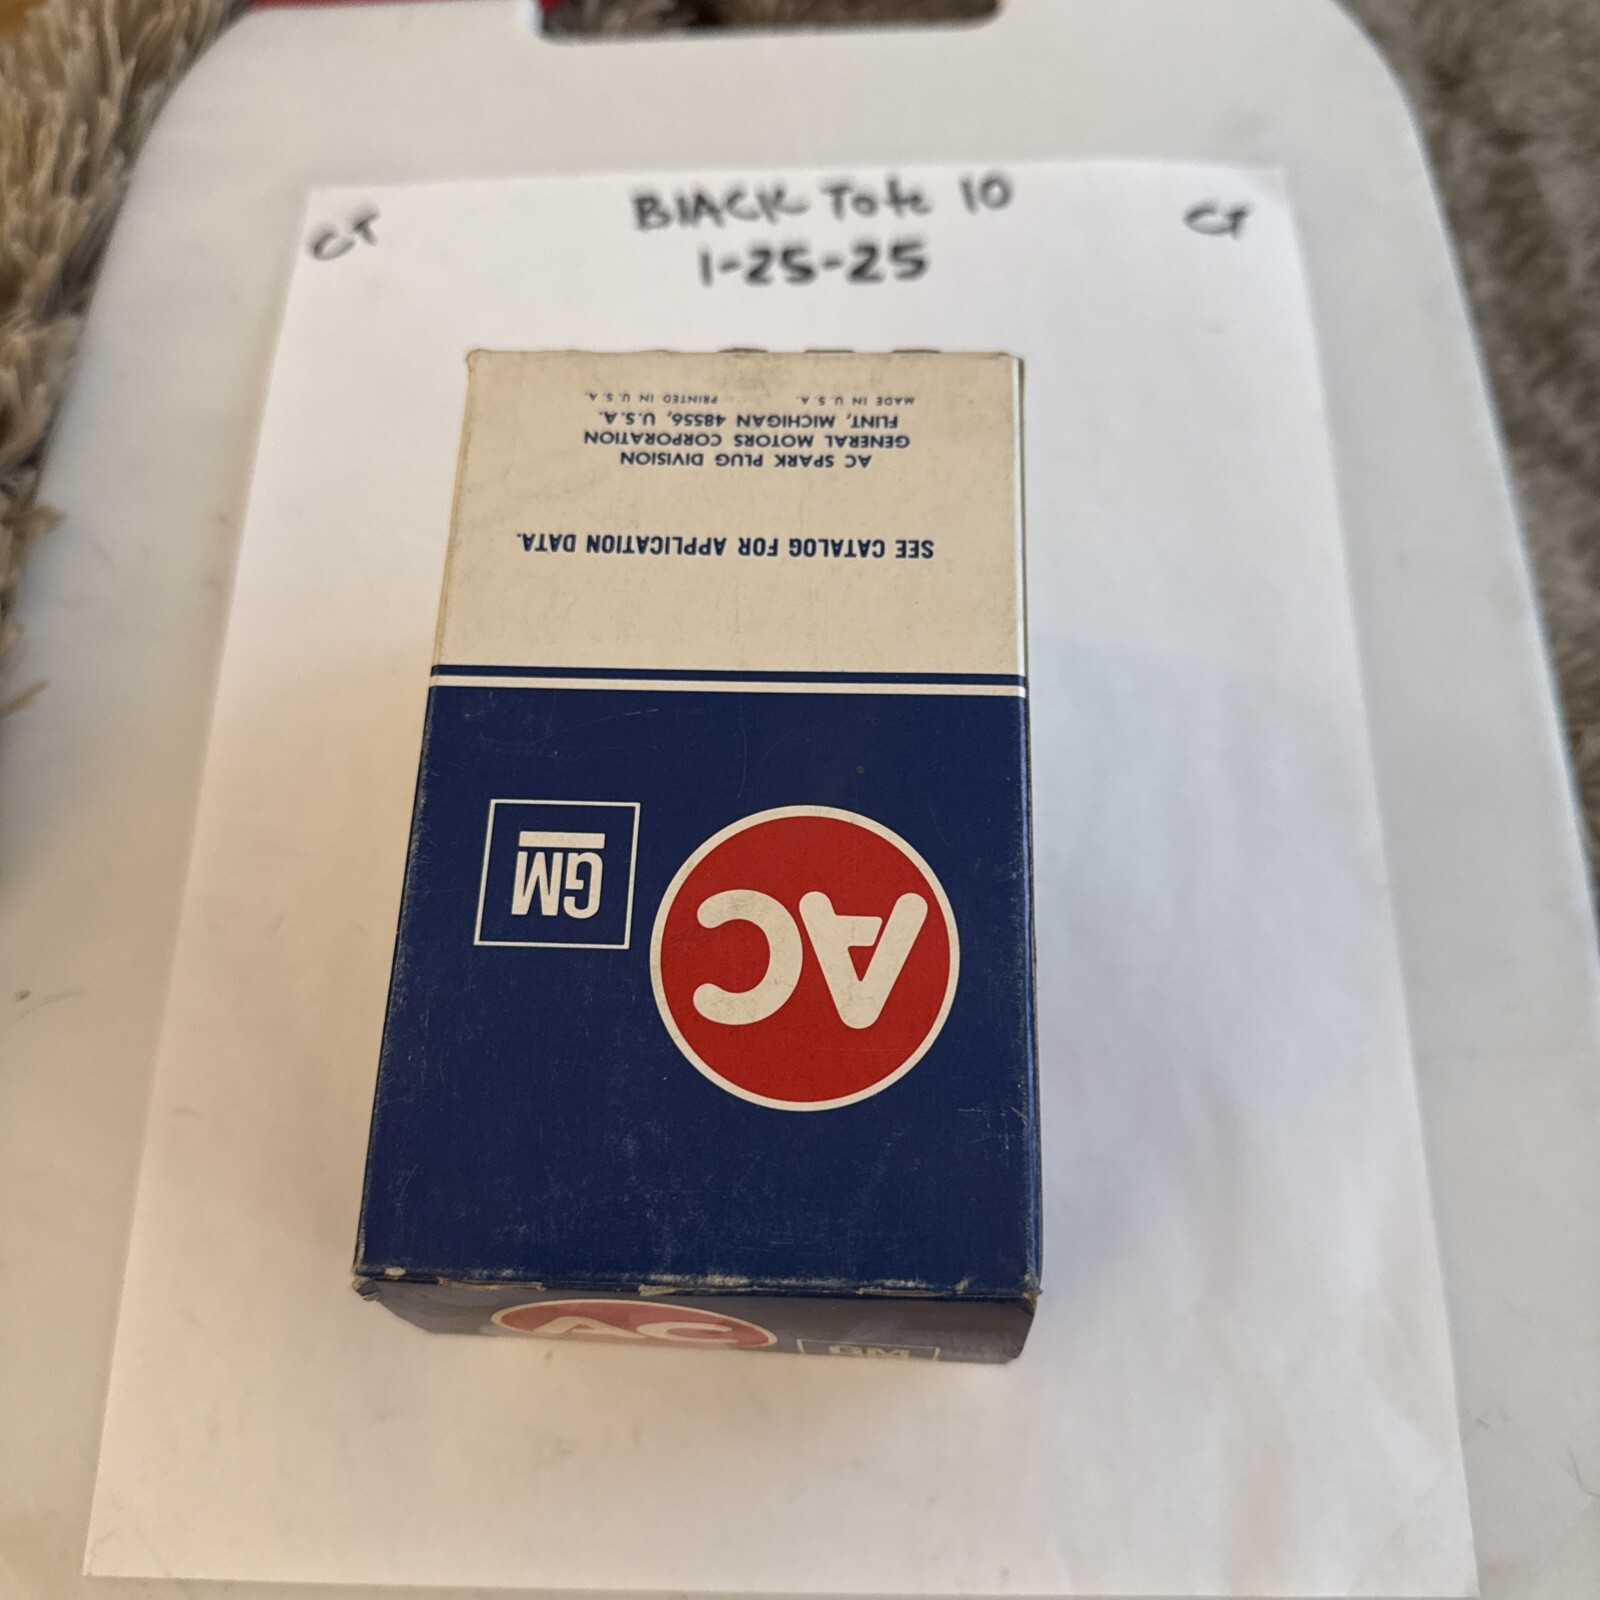 BlACK Tote 10
CT
CT
1-25-25
AC
GM
SEE CATALOG FOR APPLICATION DATA.
AC SPARK PLUG DIVISION
GENERAL MOTORS CORPORATION
FLINT, MICHIGAN 48556, U.S.A.
MADE IN U.S.A. PRINTED IN U.S.A.
AC
GM